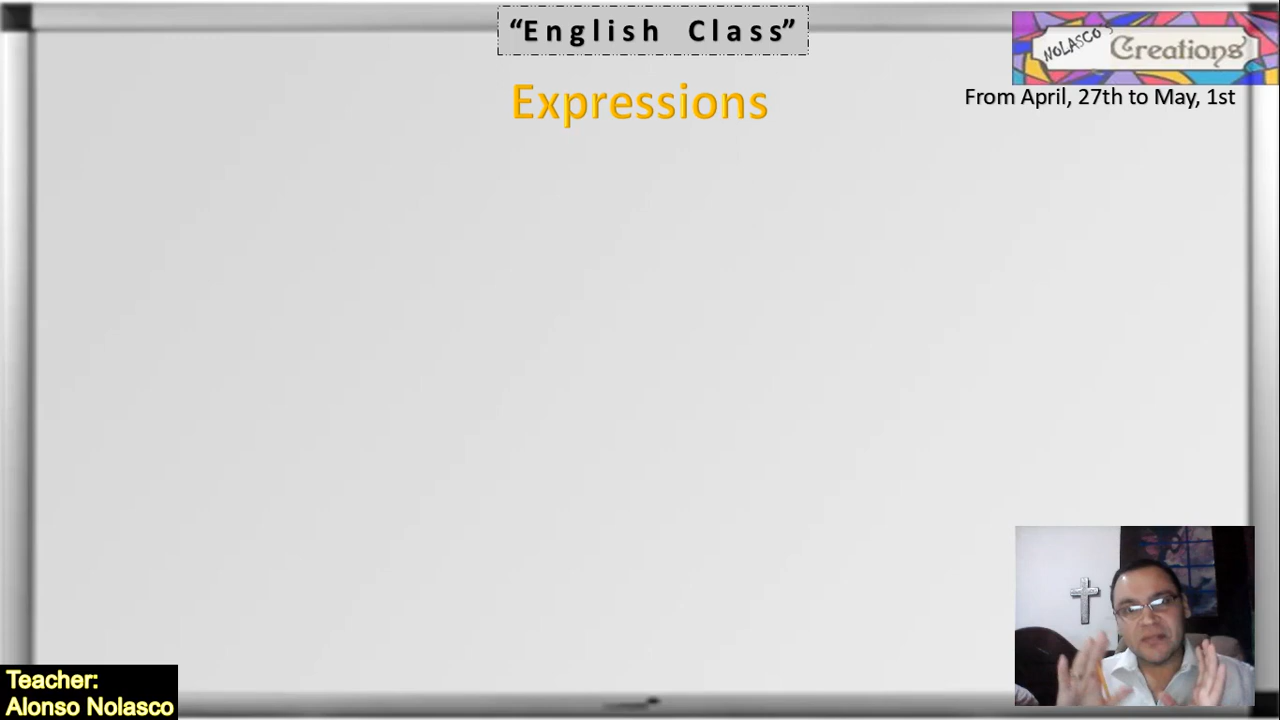 “English Class”
NOLASCO'S Creations
Expressions
From April, 27th to May, 1st
Teacher:
Alonso Nolasco